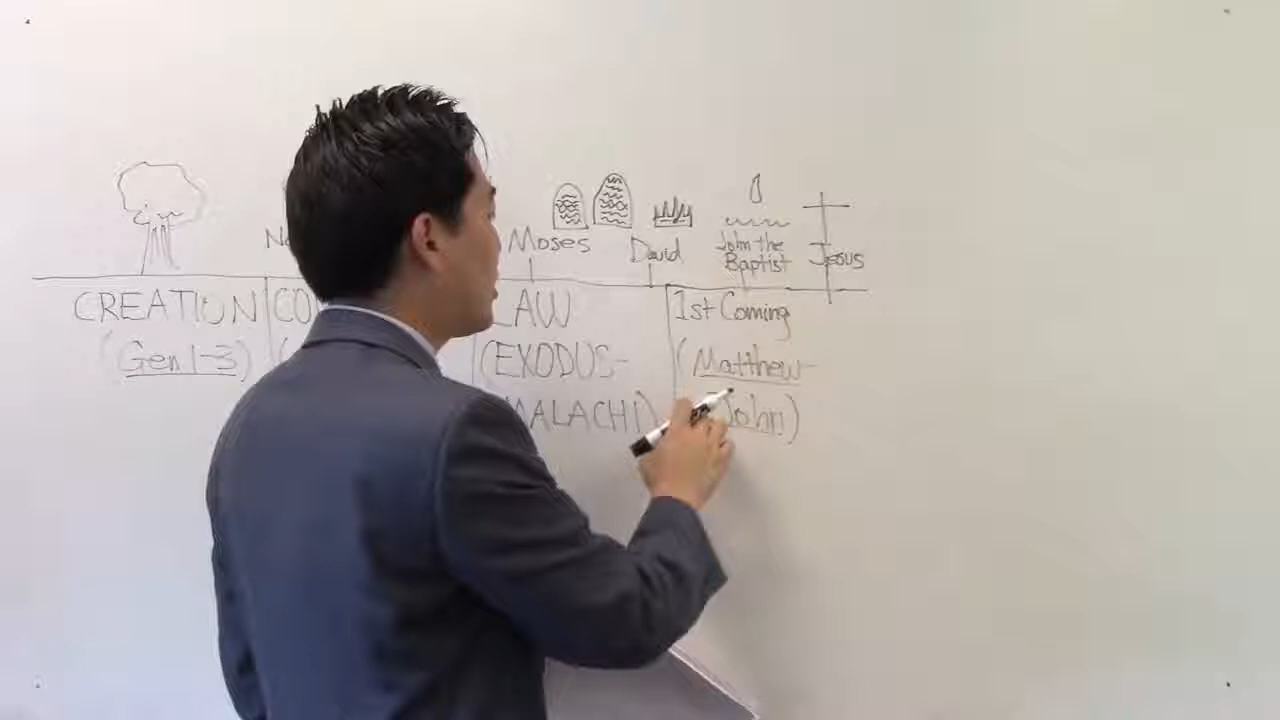 Moses
David
John the
Baptist
Jesus
CREATION
(Gen 1-3)
LAW
(EXODUS-
MALACHI)
1st Coming
(Matthew-
John)